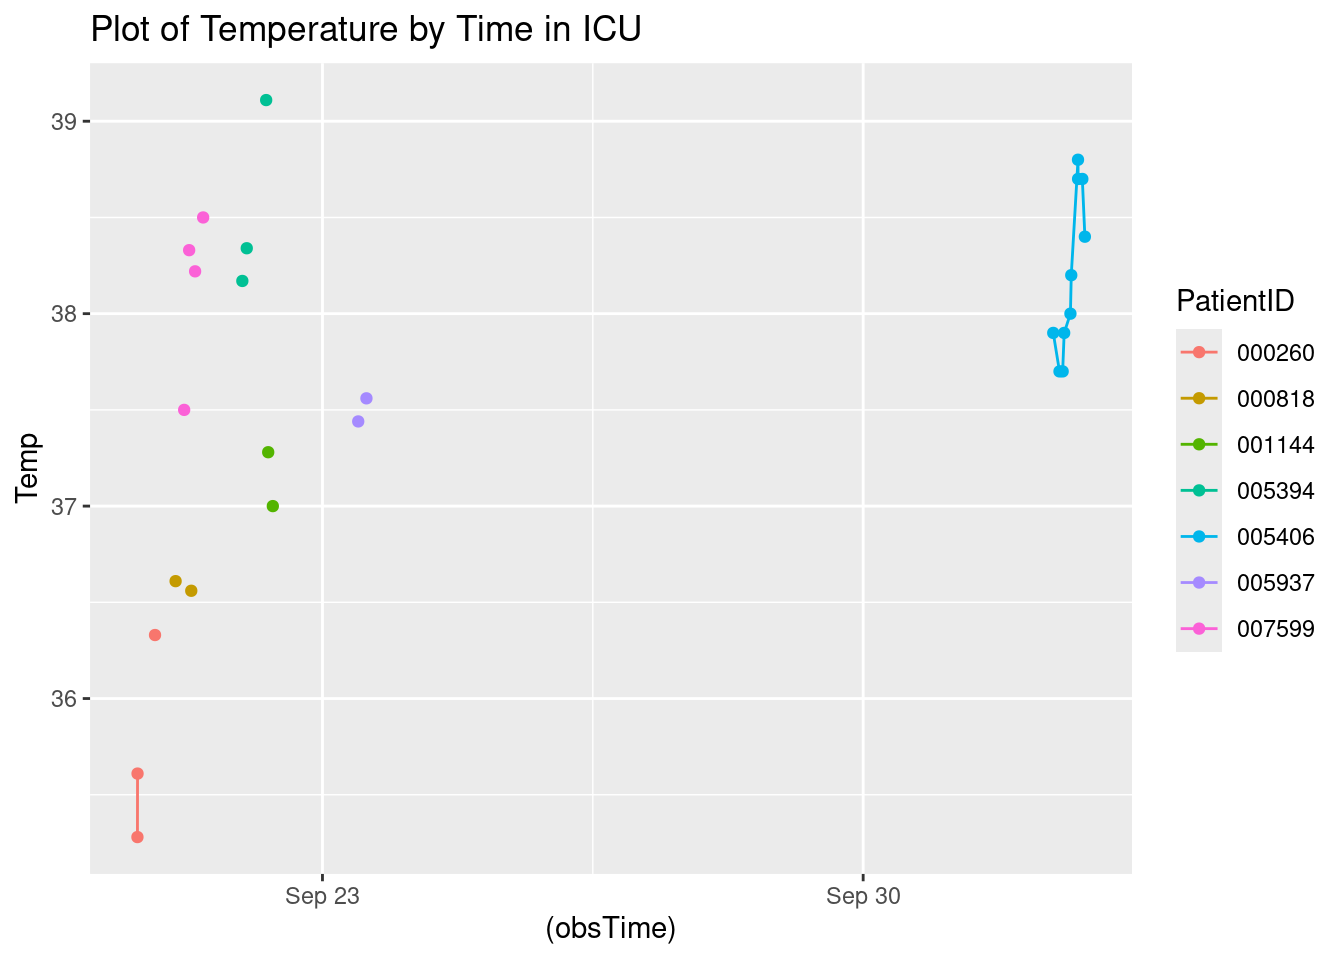 Plot of Temperature by Time in ICU
39
38
37
36
Temp
Sep 23
Sep 30
(obsTime)
PatientID
000260
000818
001144
005394
005406
005937
007599